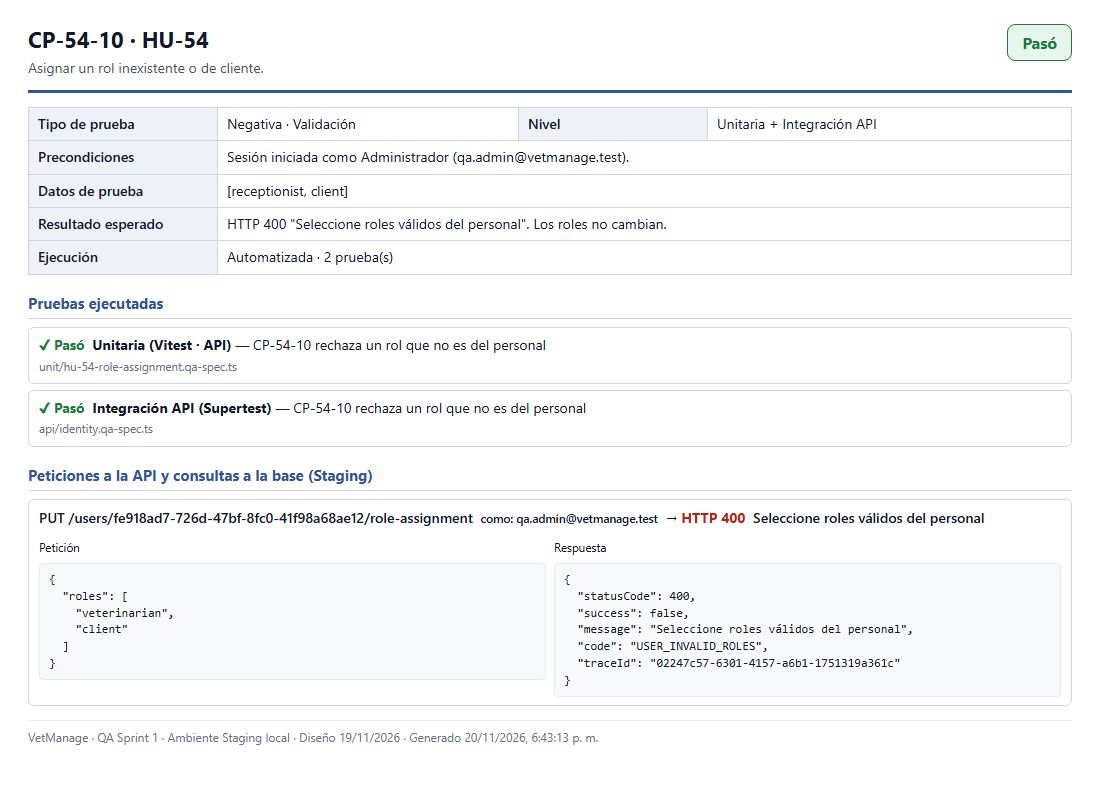 CP-54-10 · HU-54
Pasó
Asignar un rol inexistente o de cliente.
Tipo de prueba Negativa · Validación Nivel Unitaria + Integración API
Precondiciones Sesión iniciada como Administrador (qa.admin@vetmanage.test).
Datos de prueba [receptionist, client]
Resultado esperado HTTP 400 "Seleccione roles válidos del personal". Los roles no cambian.
Ejecución Automatizada · 2 prueba(s)
Pruebas ejecutadas
✓ Pasó Unitaria (Vitest · API) — CP-54-10 rechaza un rol que no es del personal
unit/hu-54-role-assignment.qa-spec.ts
✓ Pasó Integración API (Supertest) — CP-54-10 rechaza un rol que no es del personal
api/identity.qa-spec.ts
Peticiones a la API y consultas a la base (Staging)
PUT /users/fe918ad7-726d-47bf-8fc0-41f98a68ae12/role-assignment como: qa.admin@vetmanage.test → HTTP 400 Seleccione roles válidos del personal
Petición
{
"roles": [
"veterinarian",
"client"
]
}
Respuesta
{
"statusCode": 400,
"success": false,
"message": "Seleccione roles válidos del personal",
"code": "USER_INVALID_ROLES",
"traceId": "02247c57-6301-4157-a6b1-1751319a361c"
}
VetManage · QA Sprint 1 · Ambiente Staging local · Diseño 19/11/2026 · Generado 20/11/2026, 6:43:13 p. m.